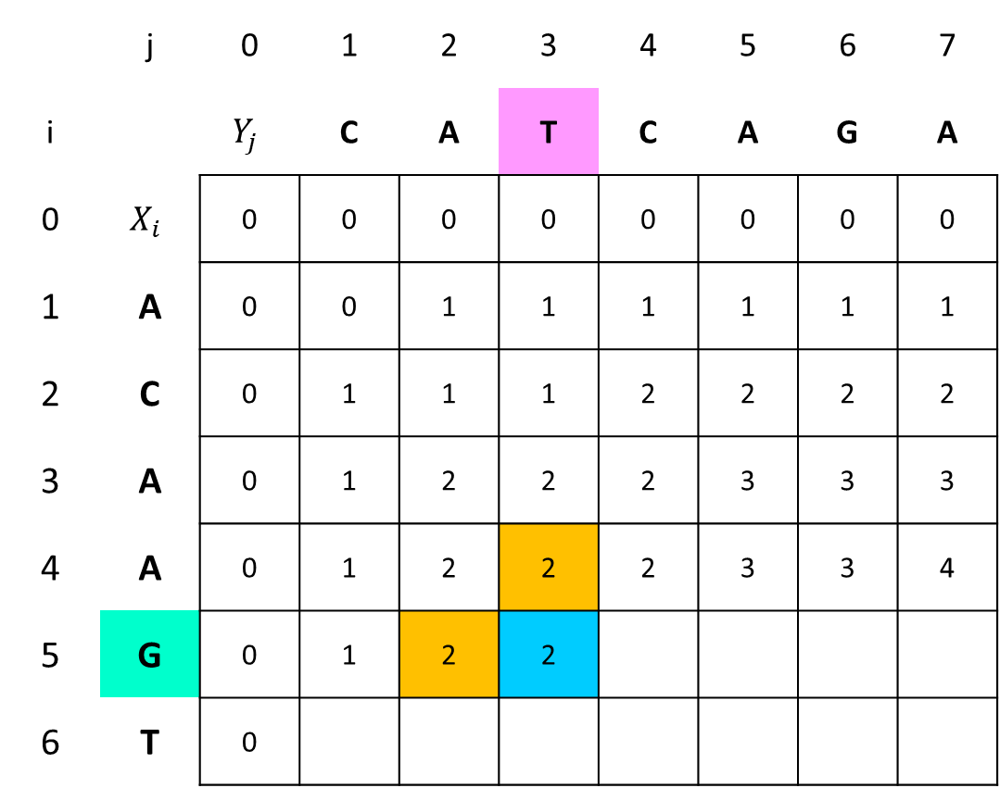 j 0 1 2 3 4 5 6 7
i Yj C A T C A G A
0 Xi 0 0 0 0 0 0 0 0
1 A 0 0 1 1 1 1 1 1
2 C 0 1 1 1 2 2 2 2
3 A 0 1 2 2 2 3 3 3
4 A 0 1 2 2 2 3 3 4
5 G 0 1 2 2
6 T 0